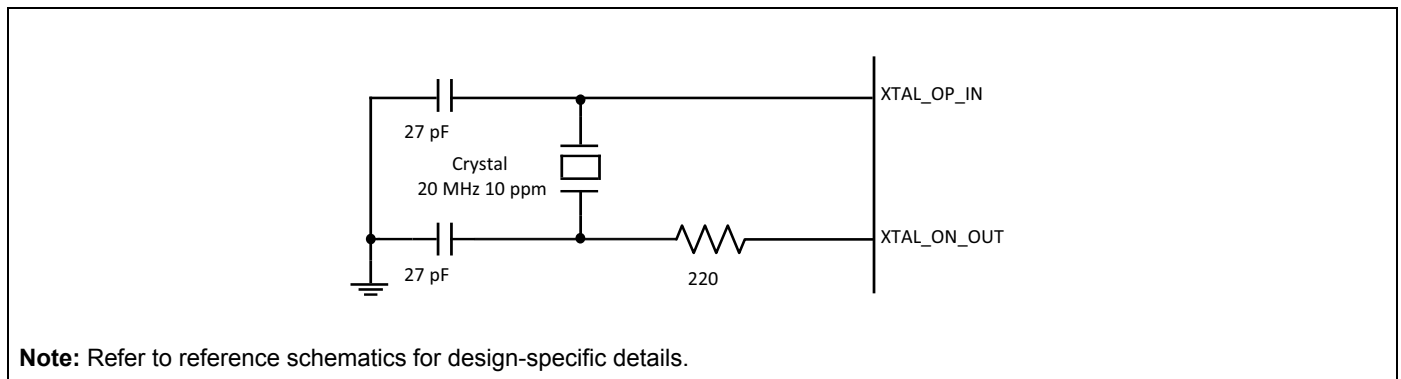 XTAL_OP_IN
27 pF
Crystal
20 MHz 10 ppm
XTAL_ON_OUT
27 pF
220
Note: Refer to reference schematics for design-specific details.